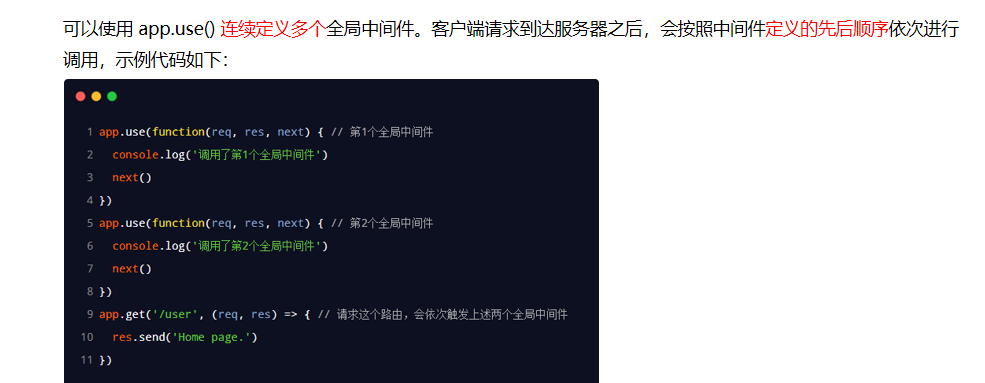 可以使用 app.use() 连续定义多个全局中间件。客户端请求到达服务器之后，会按照中间件定义的先后顺序依次进行
调用，示例代码如下：
1 app.use(function(req, res, next) { // 第1个全局中间件
2   console.log('调用了第1个全局中间件')
3   next()
4 })
5 app.use(function(req, res, next) { // 第2个全局中间件
6   console.log('调用了第2个全局中间件')
7   next()
8 })
9 app.get('/user', (req, res) => { // 请求这个路由，会依次触发上述两个全局中间件
10   res.send('Home page.')
11 })